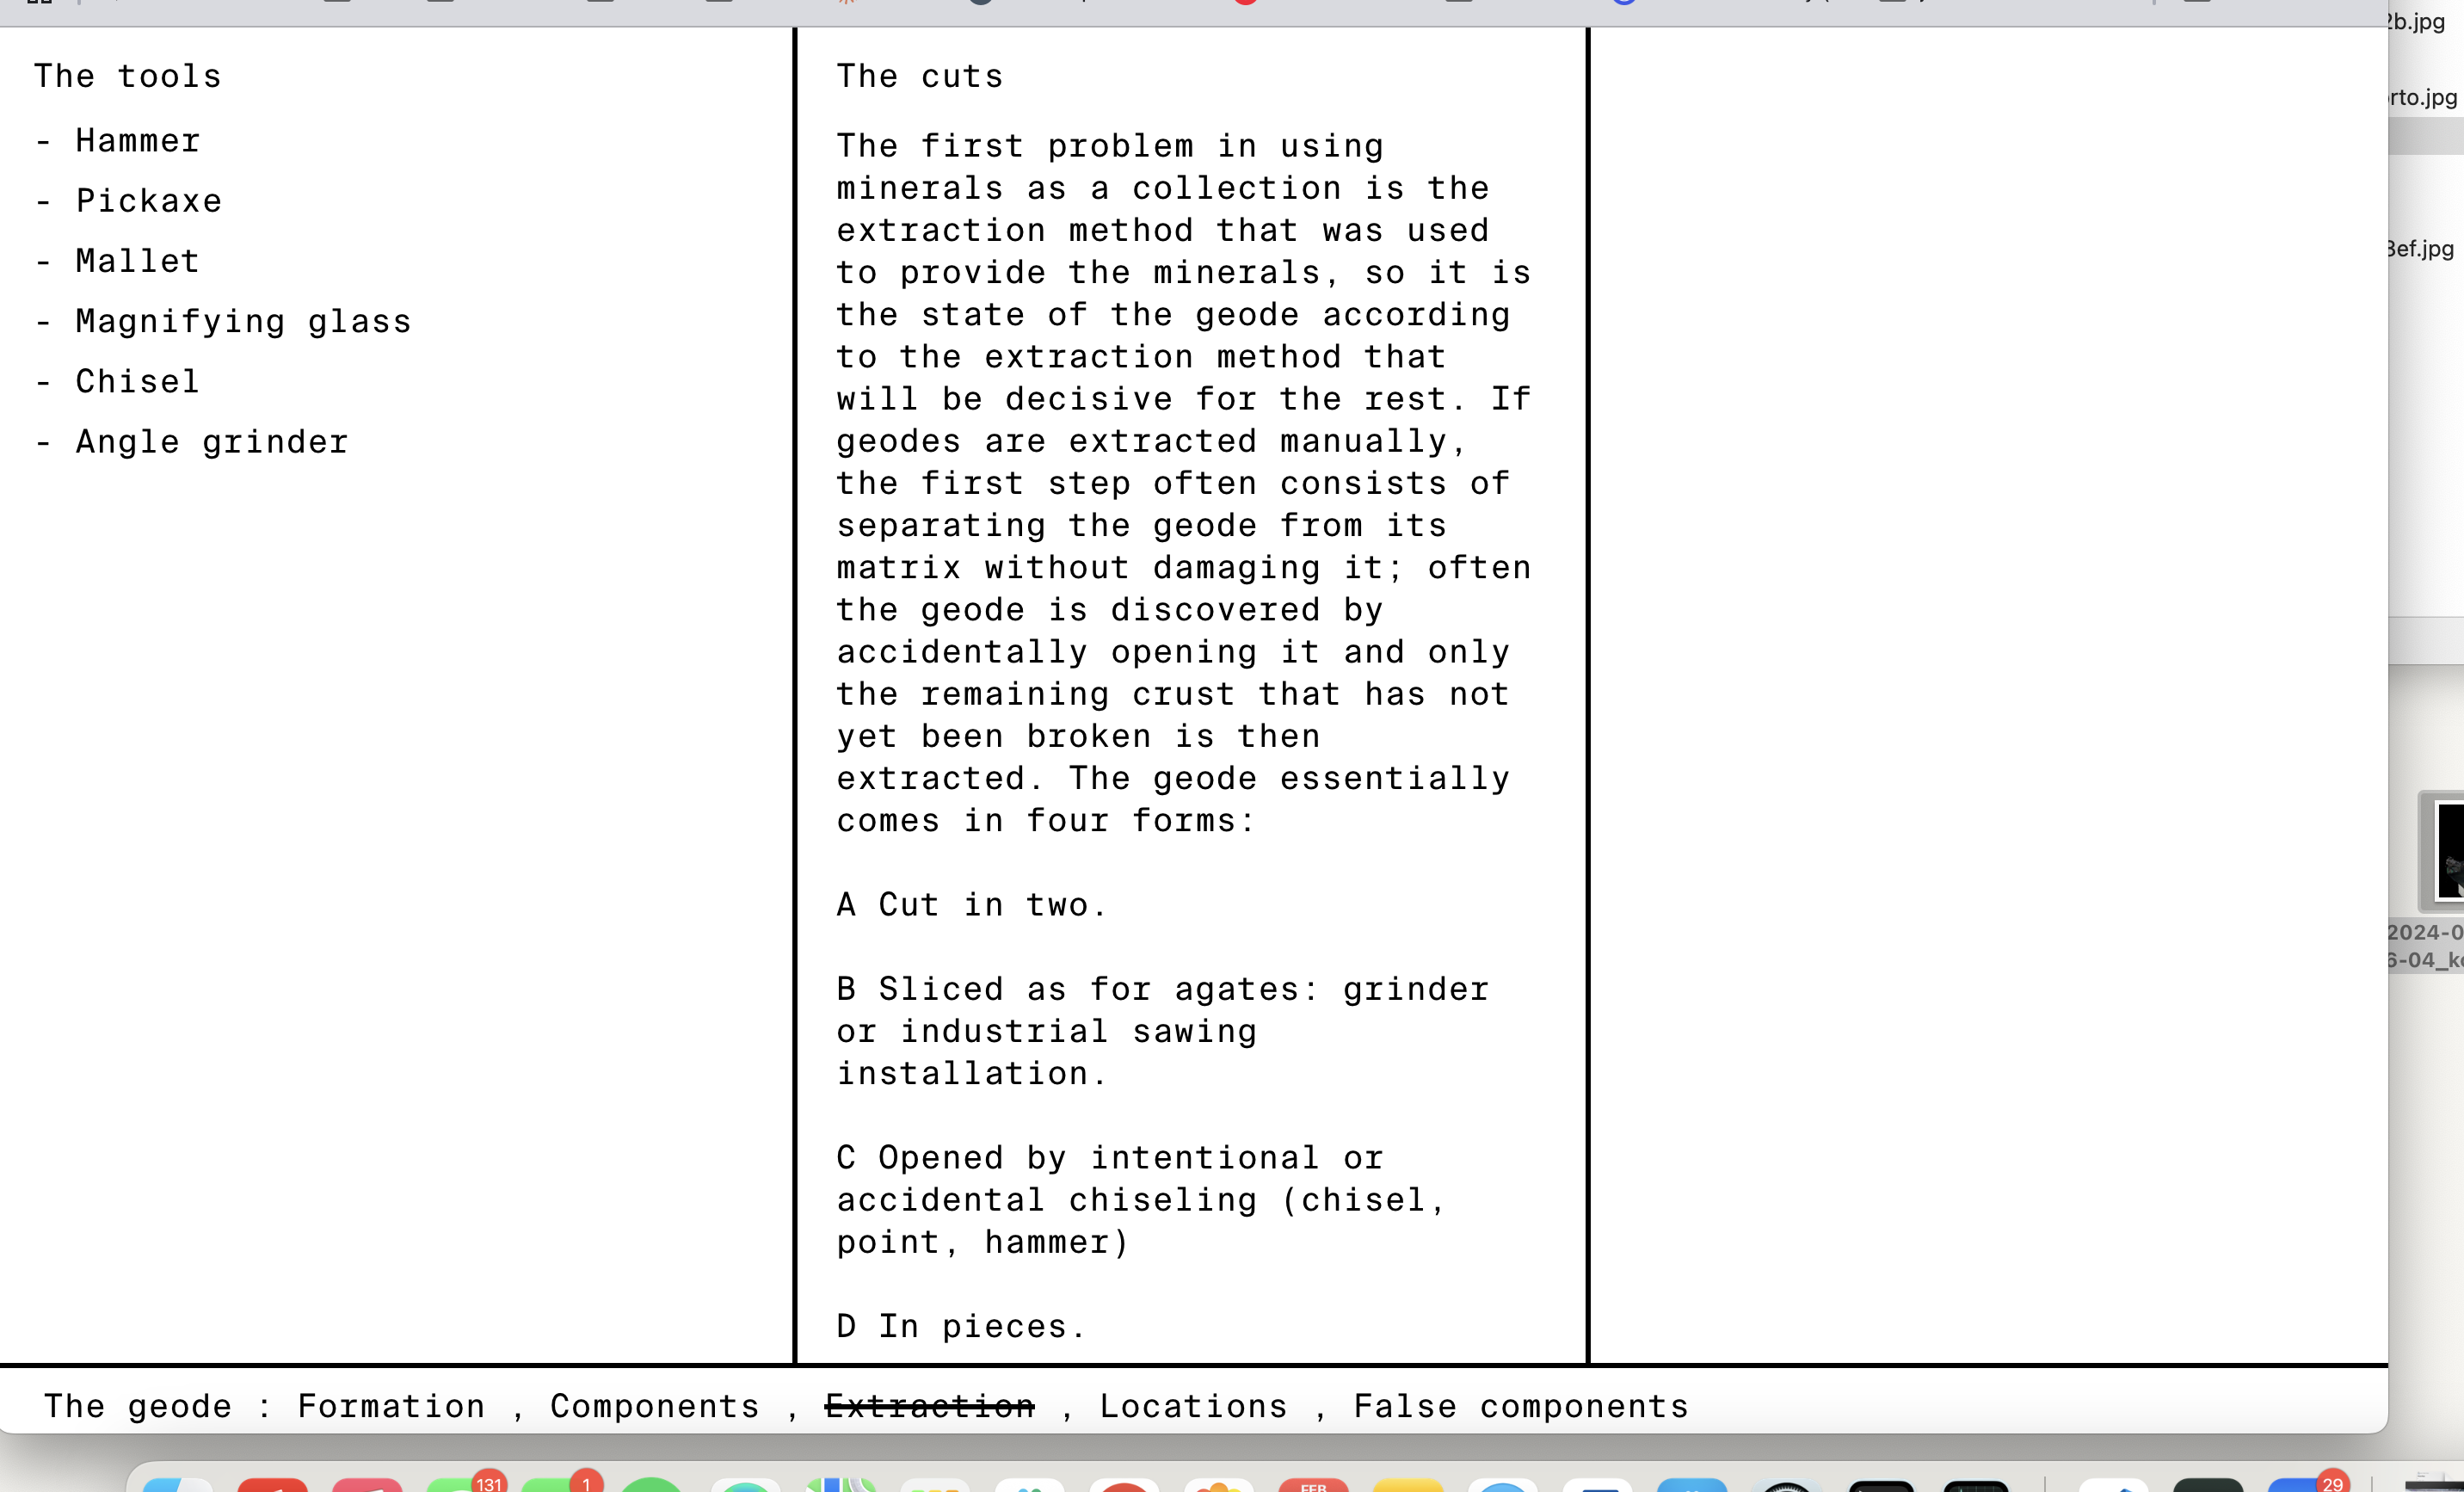 The tools
- Hammer
- Pickaxe
- Mallet
- Magnifying glass
- Chisel
- Angle grinder
The cuts
The first problem in using
minerals as a collection is the
extraction method that was used
to provide the minerals, so it is
the state of the geode according
to the extraction method that
will be decisive for the rest. If
geodes are extracted manually,
the first step often consists of
separating the geode from its
matrix without damaging it; often
the geode is discovered by
accidentally opening it and only
the remaining crust that has not
yet been broken is then
extracted. The geode essentially
comes in four forms:
A Cut in two.
B Sliced as for agates: grinder
or industrial sawing
installation.
C Opened by intentional or
accidental chiseling (chisel,
point, hammer)
D In pieces.
The geode : Formation , Components , Extraction , Locations , False components
2b.jpg
rto.jpg
3ef.jpg
2024-0
6-04_k
131
1
FEB
29